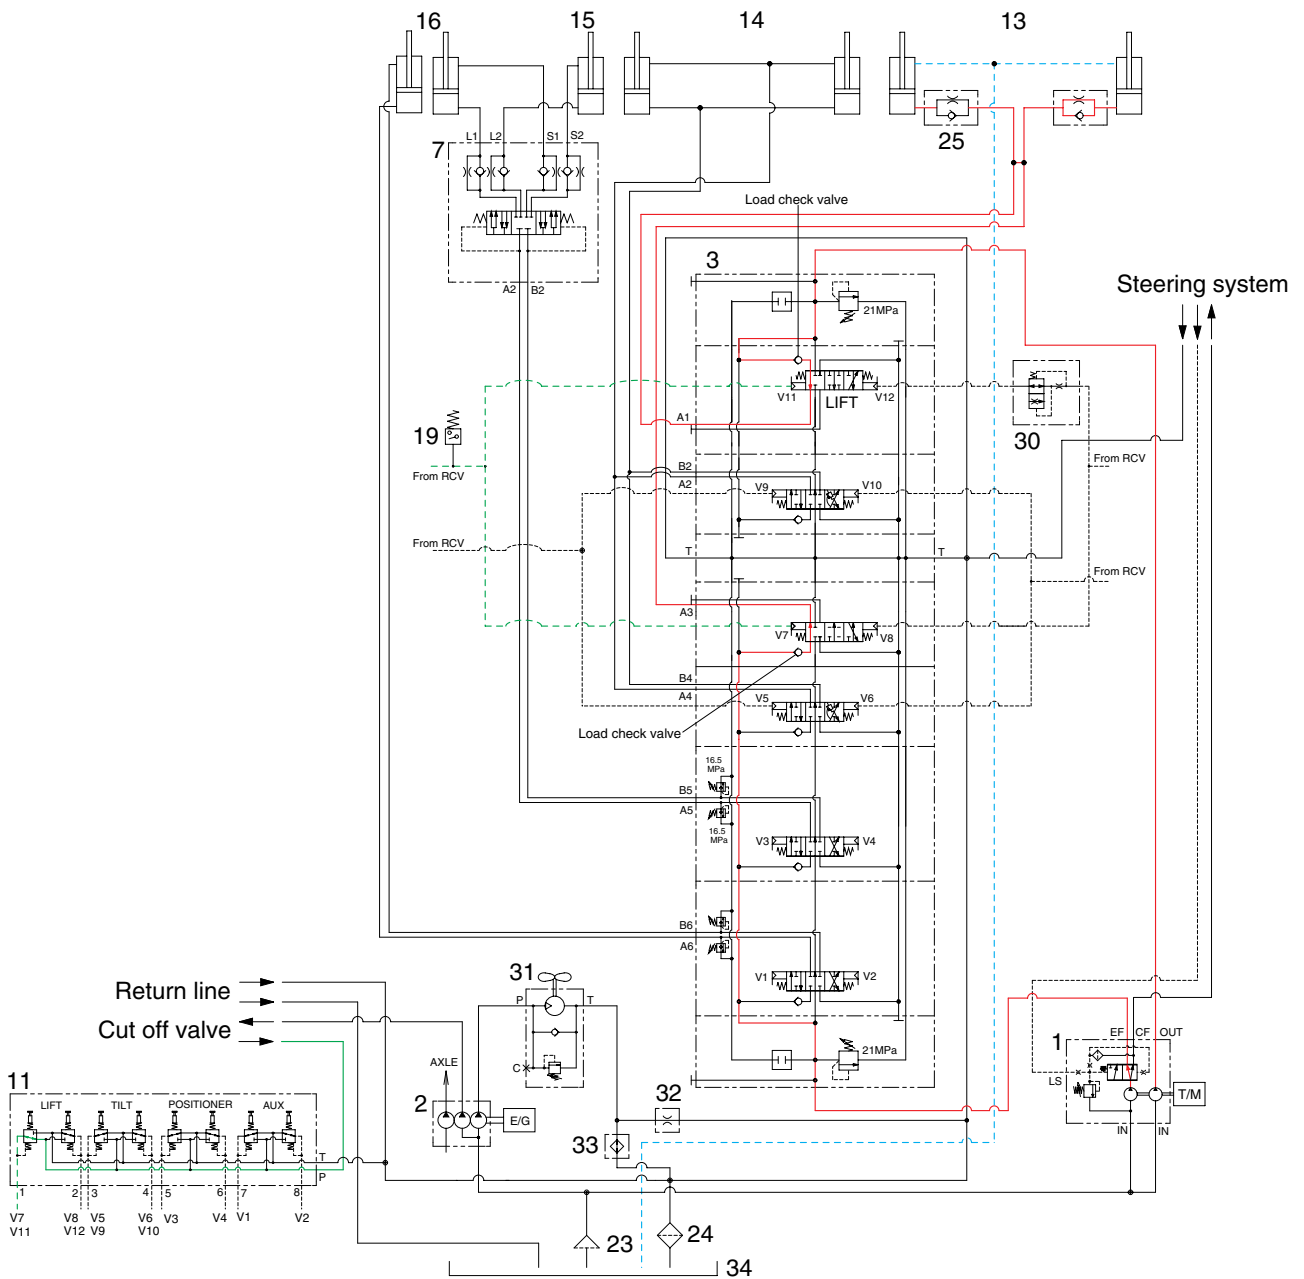 16
15
14
13
25
L1
L2
S1
S2
7
A2
B2
Load check valve
3
21MPa
Steering system
V11
V12
LIFT
A1
30
19
From RCV
From RCV
B2
A2
V9
V10
From RCV
T
T
From RCV
A3
V7
V8
B4
A4
V5
V6
Load check valve
16.5
MPa
B5
A5
16.5
MPa
V3
V4
B6
A6
V1
V2
21MPa
Return line
Cut off valve
31
P
T
C
AXLE
2
E/G
32
33
1
EF
CF
OUT
LS
T/M
IN
IN
11
LIFT
TILT
POSITIONER
AUX
T
P
1
2
3
4
5
6
7
8
V7
V11
V8
V12
V5
V9
V6
V10
V3
V4
V1
V2
23
24
34